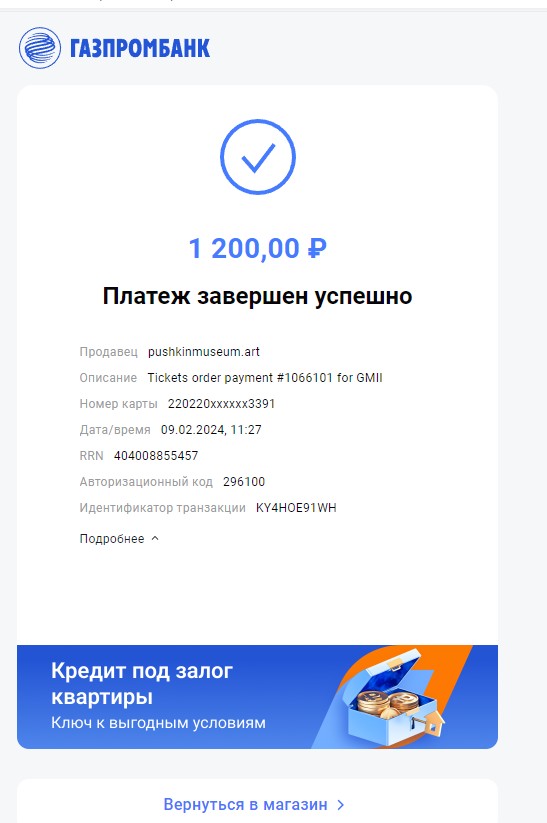 ГАЗПРОМБАНК
1 200,00 ₽
Платеж завершен успешно
Продавец pushkinmuseum.art
Описание Tickets order payment #1066101 for GMII
Номер карты 220220xxxxxx3391
Дата/время 09.02.2024, 11:27
RRN 404008855457
Авторизационный код 296100
Идентификатор транзакции KY4HOE91WH
Подробнее
Кредит под залог
квартиры
Ключ к выгодным условиям
Вернуться в магазин